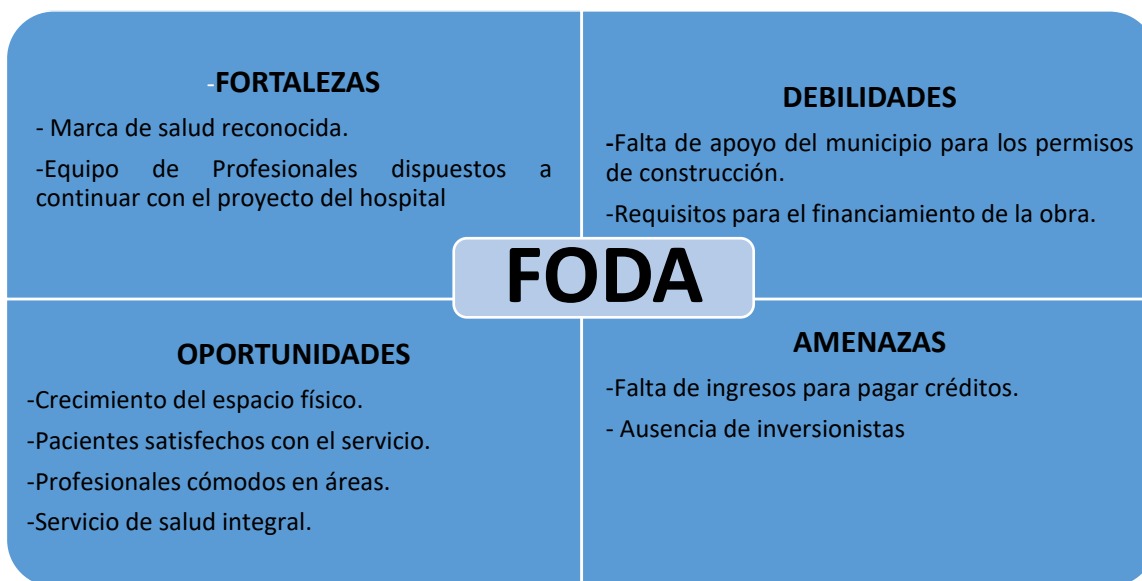 -FORTALEZAS
- Marca de salud reconocida.
-Equipo de Profesionales dispuestos a
continuar con el proyecto del hospital
DEBILIDADES
-Falta de apoyo del municipio para los permisos
de construcción.
-Requisitos para el financiamiento de la obra.
FODA
OPORTUNIDADES
-Crecimiento del espacio físico.
-Pacientes satisfechos con el servicio.
-Profesionales cómodos en áreas.
-Servicio de salud integral.
AMENAZAS
-Falta de ingresos para pagar créditos.
- Ausencia de inversionistas